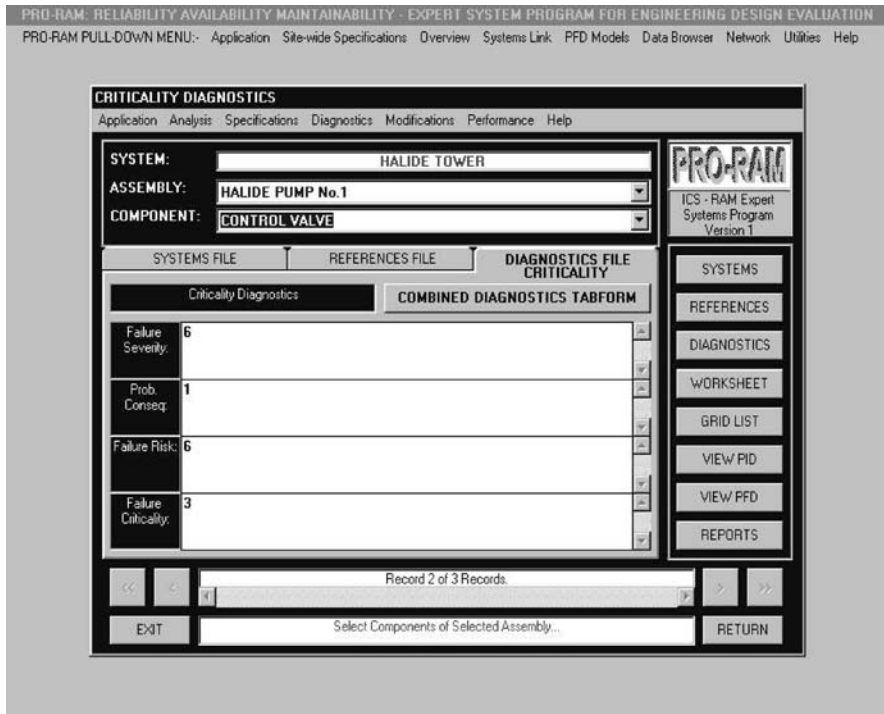 PRO-RAM: RELIABILITY AVAILABILITY MAINTAINABILITY - EXPERT SYSTEM PROGRAM FOR ENGINEERING DESIGN EVALUATION
PRO-RAM PULL-DOWN MENU:- Application Site-wide Specifications Overview Systems Link PFD Models Data Browser Network Utilities Help
CRITICALITY DIAGNOSTICS
Application Analysis Specifications Diagnostics Modifications Performance Help
SYSTEM: HALIDE TOWER
ASSEMBLY: HALIDE PUMP No.1
COMPONENT: CONTROL VALVE
PRO-RAM
ICS - RAM Expert
Systems Program
Version 1
SYSTEMS FILE REFERENCES FILE DIAGNOSTICS FILE
CRITICALITY
Criticality Diagnostics COMBINED DIAGNOSTICS TABFORM
Failure
Severity: 6
Prob.
Conseq: 1
Failure Risk: 6
Failure
Criticality: 3
SYSTEMS
REFERENCES
DIAGNOSTICS
WORKSHEET
GRID LIST
VIEW PID
VIEW PFD
REPORTS
<< < Record 2 of 3 Records. > >>
EXIT Select Components of Selected Assembly... RETURN